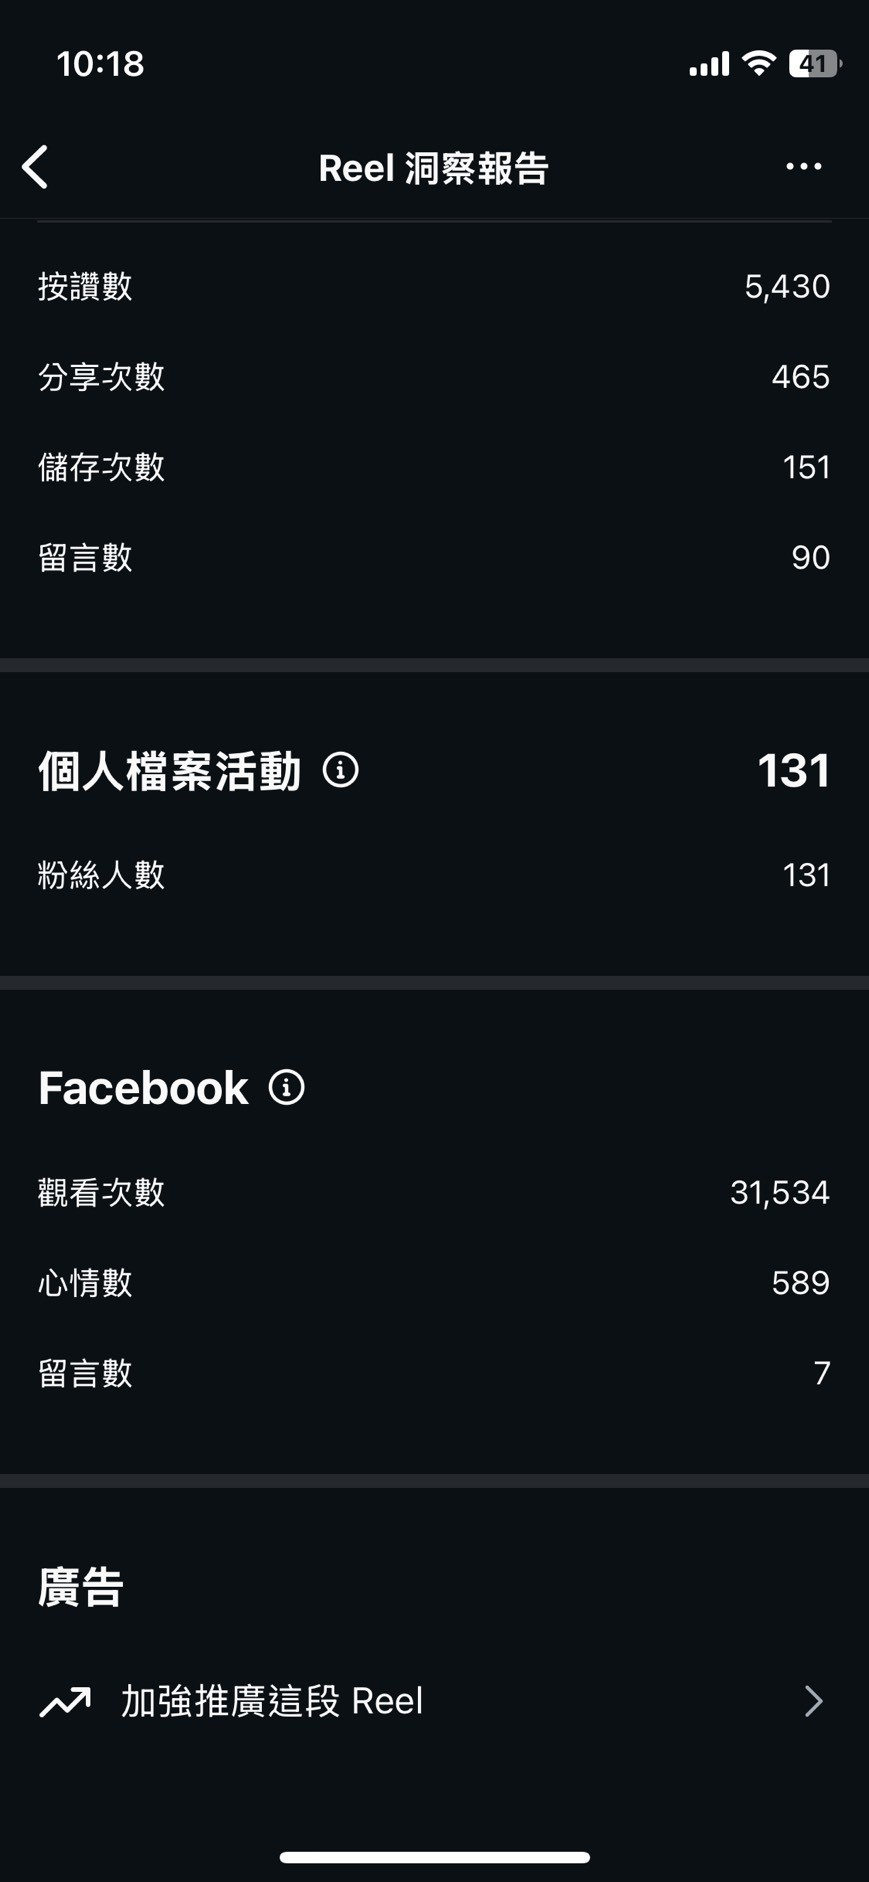 10:18
41
Reel 洞察報告
按讚數 5,430
分享次數 465
儲存次數 151
留言數 90
個人檔案活動 131
粉絲人數 131
Facebook
觀看次數 31,534
心情數 589
留言數 7
廣告
加強推廣這段 Reel